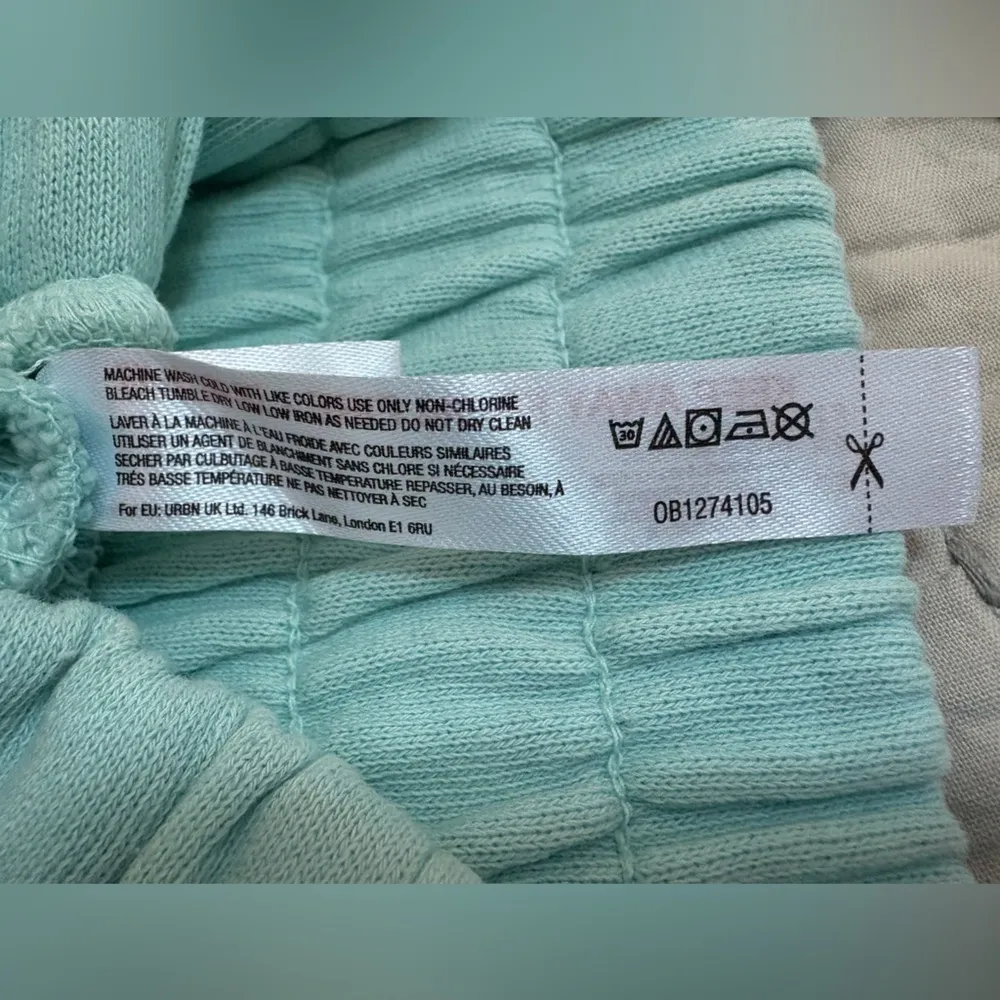 MACHINE WASH COLD WITH LIKE COLORS USE ONLY NON-CHLORINE
BLEACH TUMBLE DRY LOW LOW IRON AS NEEDED DO NOT DRY CLEAN
LAVER À LA MACHINE À L'EAU FROIDE AVEC COULEURS SIMILAIRES
UTILISER UN AGENT DE BLANCHIMENT SANS CHLORE SI NÉCESSAIRE
SECHER PAR CULBUTAGE À BASSE TEMPERATURE REPASSER, AU BESOIN, À
TRÉS BASSE TEMPÉRATURE NE PAS NETTOYER À SEC
For EU: URBN UK Ltd. 146 Brick Lane, London E1 6RU
30
OB1274105